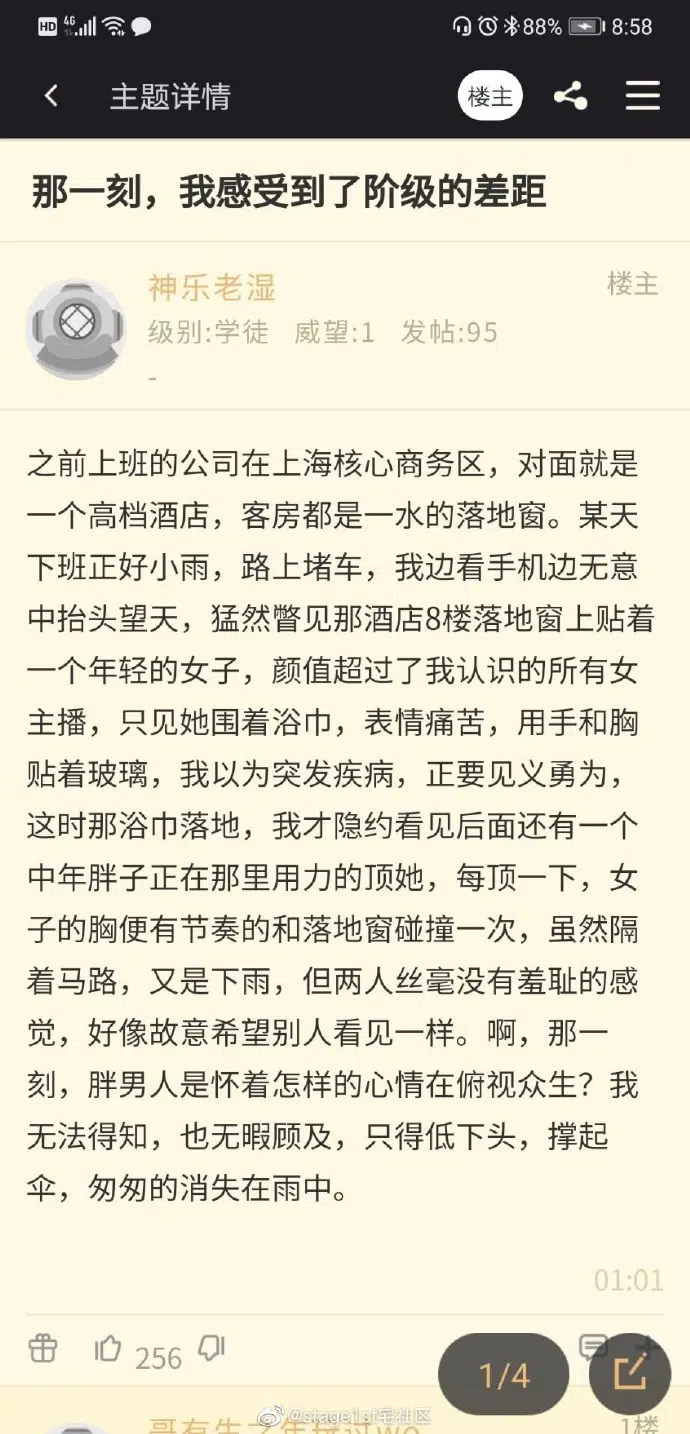 HD 4G 88% 8:58
主题详情 楼主
那一刻，我感受到了阶级的差距
神乐老湿 楼主
级别:学徒 威望:1 发帖:95
-
之前上班的公司在上海核心商务区，对面就是
一个高档酒店，客房都是一水的落地窗。某天
下班正好小雨，路上堵车，我边看手机边无意
中抬头望天，猛然瞥见那酒店8楼落地窗上贴着
一个年轻的女子，颜值超过了我认识的所有女
主播，只见她围着浴巾，表情痛苦，用手和胸
贴着玻璃，我以为突发疾病，正要见义勇为，
这时那浴巾落地，我才隐约看见后面还有一个
中年胖子正在那里用力的顶她，每顶一下，女
子的胸便有节奏的和落地窗碰撞一次，虽然隔
着马路，又是下雨，但两人丝毫没有羞耻的感
觉，好像故意希望别人看见一样。啊，那一
刻，胖男人是怀着怎样的心情在俯视众生？我
无法得知，也无暇顾及，只得低下头，撑起
伞，匆匆的消失在雨中。
01:01
256
1/4
@stage1st宅社区
1楼